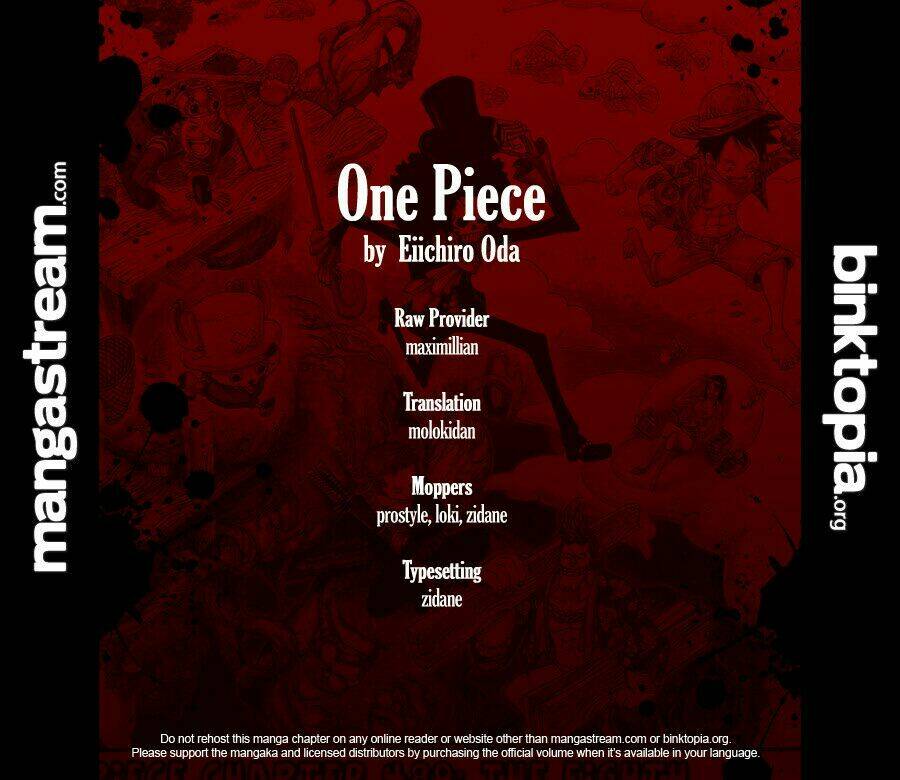 One Piece
by Eiichiro Oda
Raw Provider
maximillian
Translation
molokidan
Moppers
prostyle, loki, zidane
Typesetting
zidane
mangastream.com
binktopia.org
Do not rehost this manga chapter on any online reader or website other than mangastream.com or binktopia.org.
Please support the mangaka and licensed distributors by purchasing the official volume when it's available in your language.